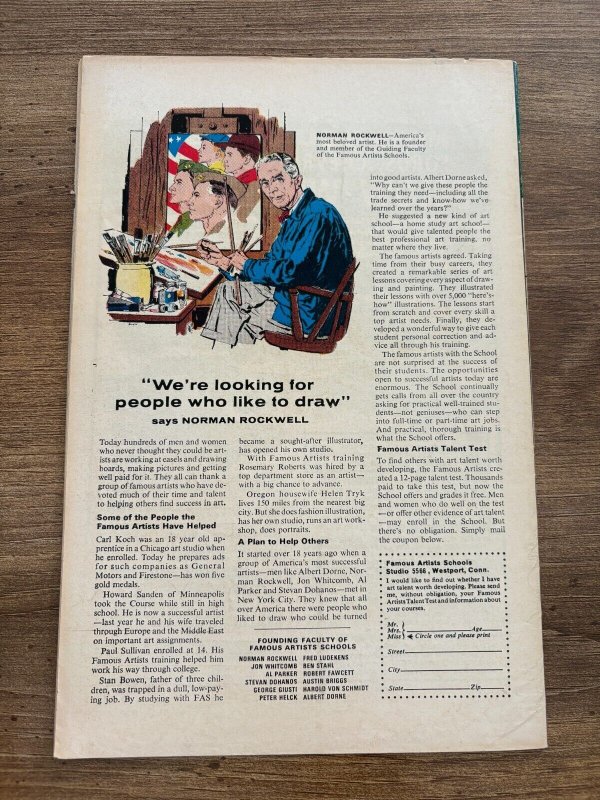 NORMAN ROCKWELL—America's
most beloved artist. He is a founder
and member of the Guiding Faculty
of the Famous Artists Schools.
"We're looking for
people who like to draw"
says NORMAN ROCKWELL
Today hundreds of men and women
who never thought they could be art-
ists are working at easels and drawing
boards, making pictures and getting
well paid for it. They all can thank a
group of famous artists who have de-
voted much of their time and talent
to helping others find success in art.
Some of the People the
Famous Artists Have Helped
Carl Koch was an 18 year old ap-
prentice in a Chicago art studio when
he enrolled. Today he prepares ads
for such companies as General
Motors and Firestone—has won five
gold medals.
Howard Sanden of Minneapolis
took the Course while still in high
school. He is now a successful artist
—last year he and his wife traveled
through Europe and the Middle East
on important art assignments.
Paul Sullivan enrolled at 14. His
Famous Artists training helped him
work his way through college.
Stan Bowen, father of three chil-
dren, was trapped in a dull, low-pay-
ing job. By studying with FAS he
became a sought-after illustrator,
has opened his own studio.
With Famous Artists training
Rosemary Roberts was hired by a
top department store as an artist—
with a big chance to advance.
Oregon housewife Helen Tryk
lives 150 miles from the nearest big
city. But she does fashion illustration,
has her own studio, runs an art work-
shop, does portraits.
A Plan to Help Others
It started over 18 years ago when a
group of America's most successful
artists—men like Albert Dorne, Nor-
man Rockwell, Jon Whitcomb, Al
Parker and Stevan Dohanos—met in
New York City. They knew that all
over America there were people who
liked to draw who could be turned
FOUNDING FACULTY OF
FAMOUS ARTISTS SCHOOLS
NORMAN ROCKWELL FRED LUDEKENS
JON WHITCOMB BEN STAHL
AL PARKER ROBERT FAWCETT
STEVAN DOHANOS AUSTIN BRIGGS
GEORGE GIUSTI HAROLD VON SCHMIDT
PETER HELCK ALBERT DORNE
into good artists. Albert Dorne asked,
"Why can't we give these people the
training they need—including all the
trade secrets and know-how we've
learned over the years?"
He suggested a new kind of art
school—a home study art school—
that would give talented people the
best professional art training, no
matter where they live.
The famous artists agreed. Taking
time from their busy careers, they
created a remarkable series of art
lessons covering every aspect of draw-
ing and painting. They illustrated
their lessons with over 5,000 "here's-
how" illustrations. The lessons start
from scratch and cover every skill a
top artist needs. Finally, they de-
veloped a wonderful way to give each
student personal correction and ad-
vice all through his training.
The famous artists with the School
are not surprised at the success of
their students. The opportunities
open to successful artists today are
enormous. The School continually
gets calls from all over the country
asking for practical well-trained stu-
dents—not geniuses—who can step
into full-time or part-time art jobs.
And practical, thorough training is
what the School offers.
Famous Artists Talent Test
To find others with art talent worth
developing, the Famous Artists cre-
ated a 12-page talent test. Thousands
paid to take this test, but now the
School offers and grades it free. Men
and women who do well on the test
—or offer other evidence of art talent
—may enroll in the School. But
there's no obligation. Simply mail
the coupon below.
Famous Artists Schools
Studio 5566, Westport, Conn.
I would like to find out whether I have
art talent worth developing. Please send
me, without obligation, your Famous
Artists Talent Test and information about
your courses.
Mr.
Mrs. Age
Miss Circle one and please print
Street
City
State Zip